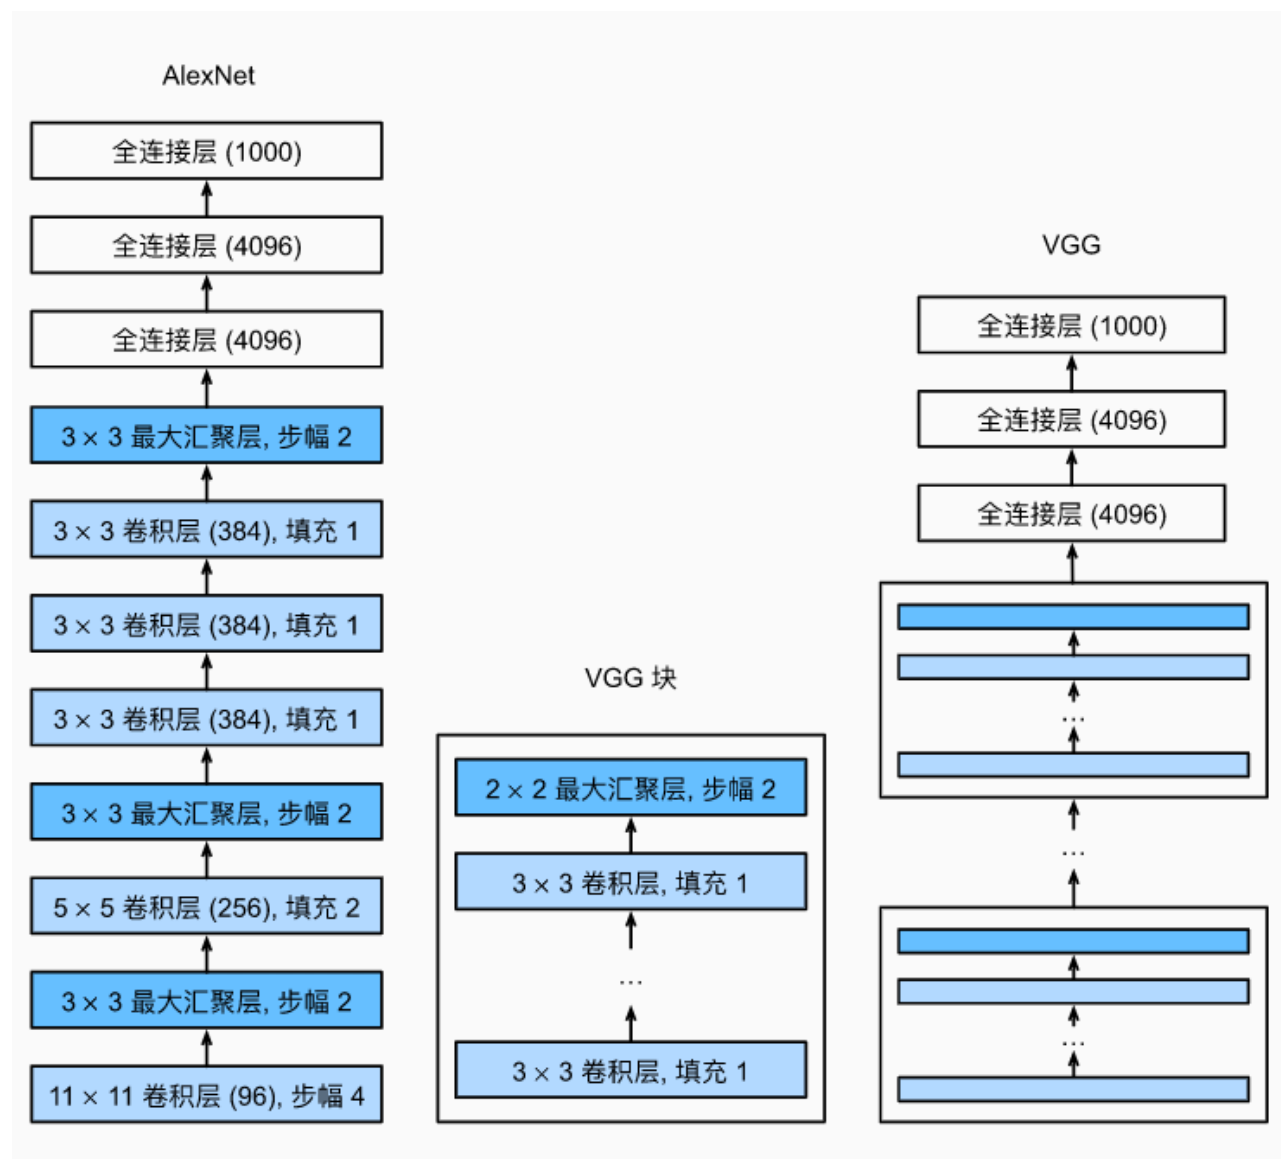 AlexNet
全连接层 (1000)
全连接层 (4096)
全连接层 (4096)
3 × 3 最大汇聚层, 步幅 2
3 × 3 卷积层 (384), 填充 1
3 × 3 卷积层 (384), 填充 1
3 × 3 卷积层 (384), 填充 1
3 × 3 最大汇聚层, 步幅 2
5 × 5 卷积层 (256), 填充 2
3 × 3 最大汇聚层, 步幅 2
11 × 11 卷积层 (96), 步幅 4
VGG 块
2 × 2 最大汇聚层, 步幅 2
3 × 3 卷积层, 填充 1
...
3 × 3 卷积层, 填充 1
VGG
全连接层 (1000)
全连接层 (4096)
全连接层 (4096)
...
...
...